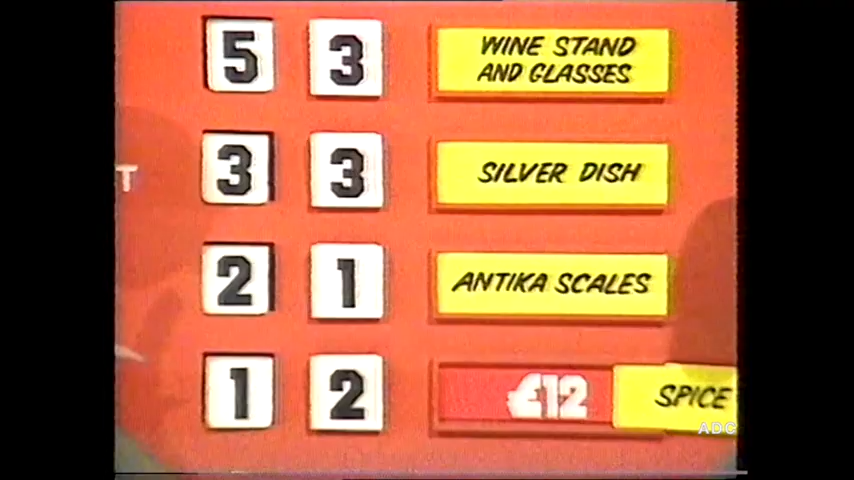 5 3 WINE STAND
AND GLASSES
T
3 3 SILVER DISH
2 1 ANTIKA SCALES
1 2 £12 SPICE
ADC